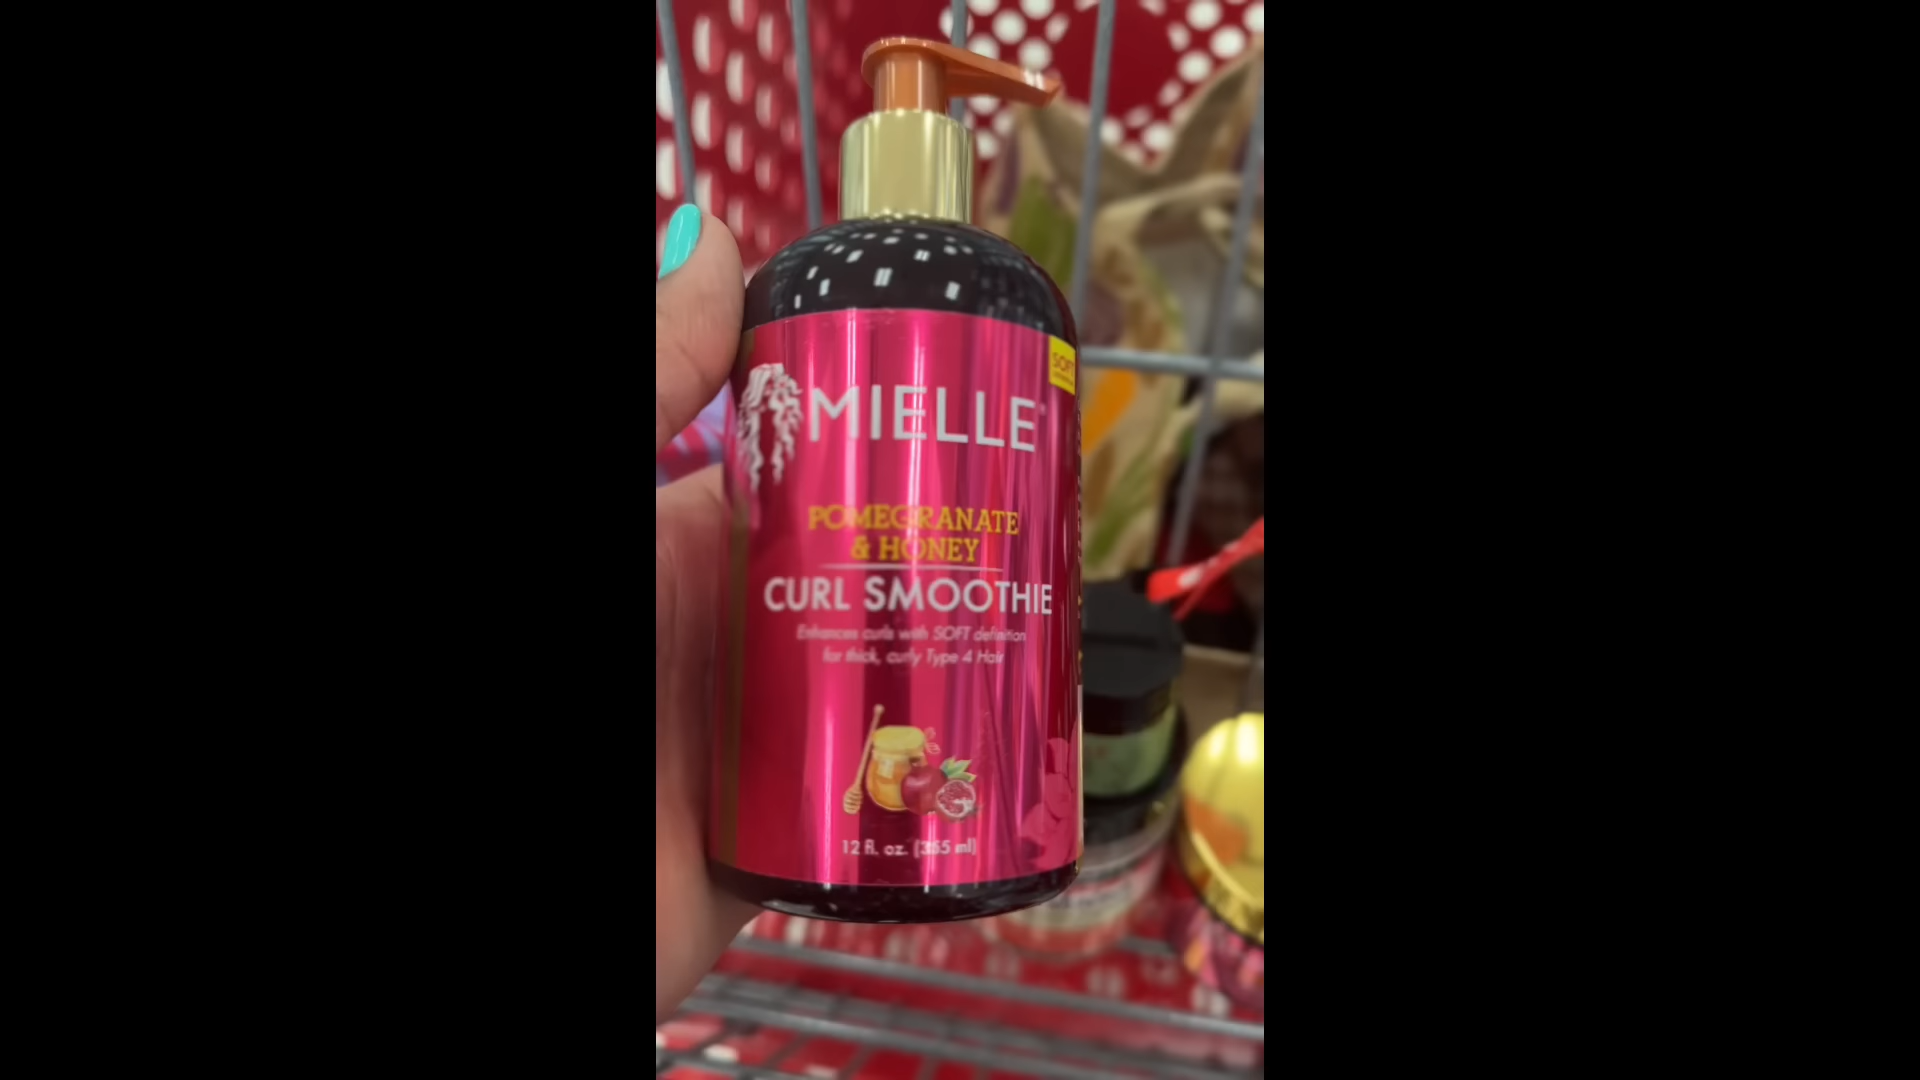 SOFT
MIELLE
POMEGRANATE
& HONEY
CURL SMOOTHIE
Enhances curls with SOFT definition
for thick, curly Type 4 Hair
12 fl. oz. (355 ml)